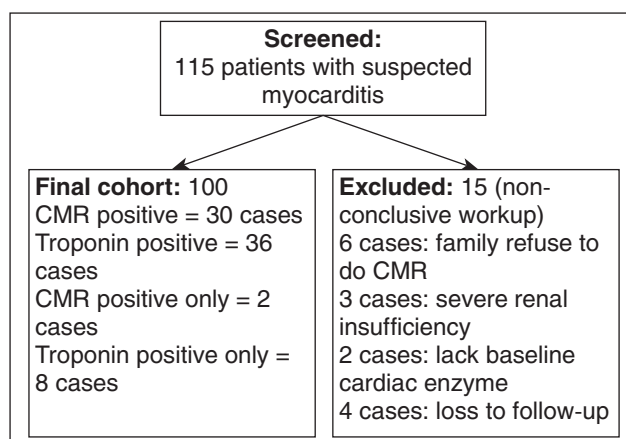 Screened:
115 patients with suspected
myocarditis
Final cohort: 100
CMR positive = 30 cases
Troponin positive = 36
cases
CMR positive only = 2
cases
Troponin positive only =
8 cases
Excluded: 15 (non-
conclusive workup)
6 cases: family refuse to
do CMR
3 cases: severe renal
insufficiency
2 cases: lack baseline
cardiac enzyme
4 cases: loss to follow-up